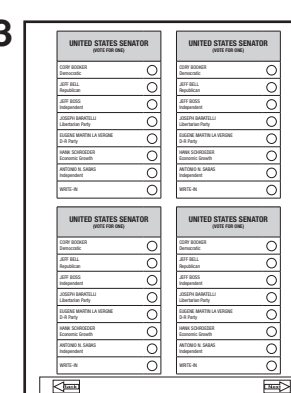 3
UNITED STATES SENATOR
(VOTE FOR ONE)
CORY BOOKER
Democratic
JEFF BELL
Republican
JEFF BOSS
Independent
JOSEPH BARATELLI
Libertarian Party
EUGENE MARTIN LA VERGNE
D-R Party
HANK SCHROEDER
Economic Growth
ANTONIO N. SABAS
Independent
WRITE-IN
UNITED STATES SENATOR
(VOTE FOR ONE)
CORY BOOKER
Democratic
JEFF BELL
Republican
JEFF BOSS
Independent
JOSEPH BARATELLI
Libertarian Party
EUGENE MARTIN LA VERGNE
D-R Party
HANK SCHROEDER
Economic Growth
ANTONIO N. SABAS
Independent
WRITE-IN
UNITED STATES SENATOR
(VOTE FOR ONE)
CORY BOOKER
Democratic
JEFF BELL
Republican
JEFF BOSS
Independent
JOSEPH BARATELLI
Libertarian Party
EUGENE MARTIN LA VERGNE
D-R Party
HANK SCHROEDER
Economic Growth
ANTONIO N. SABAS
Independent
WRITE-IN
UNITED STATES SENATOR
(VOTE FOR ONE)
CORY BOOKER
Democratic
JEFF BELL
Republican
JEFF BOSS
Independent
JOSEPH BARATELLI
Libertarian Party
EUGENE MARTIN LA VERGNE
D-R Party
HANK SCHROEDER
Economic Growth
ANTONIO N. SABAS
Independent
WRITE-IN
Back
Next